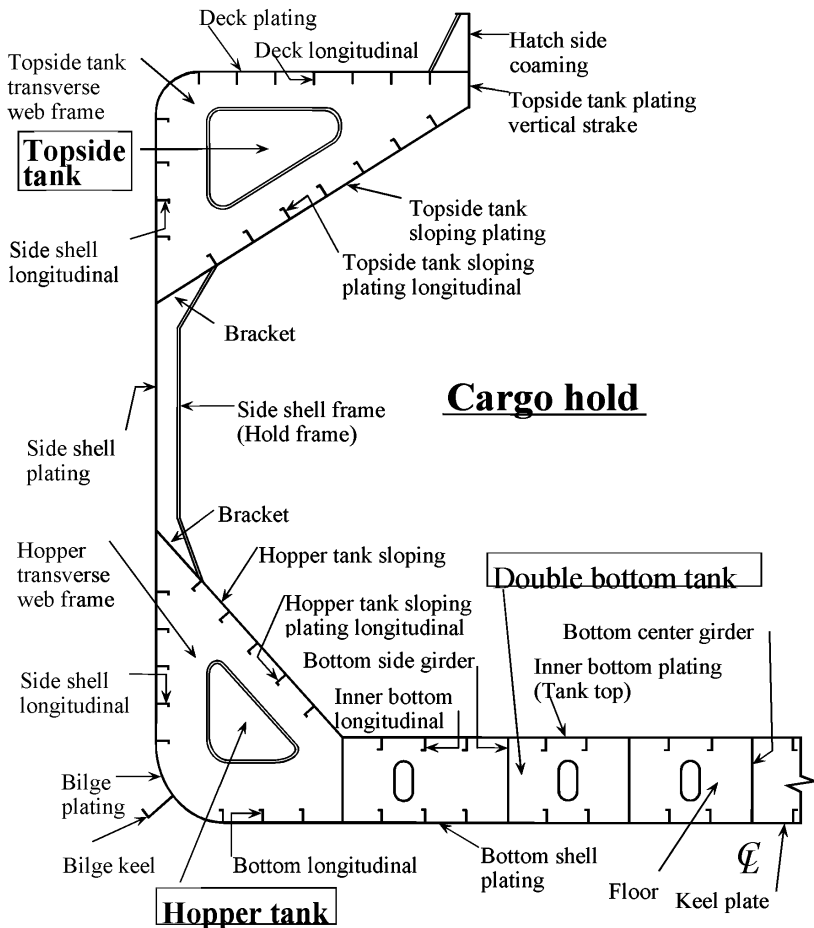 Deck plating
Deck longitudinal
Hatch side
coaming
Topside tank
transverse
web frame
Topside tank plating
vertical strake
Topside
tank
Topside tank
sloping plating
Side shell
longitudinal
Topside tank sloping
plating longitudinal
Bracket
Cargo hold
Side shell frame
(Hold frame)
Side shell
plating
Bracket
Hopper
transverse
web frame
Hopper tank sloping
Double bottom tank
Hopper tank sloping
plating longitudinal
Bottom center girder
Bottom side girder
Inner bottom plating
(Tank top)
Side shell
longitudinal
Inner bottom
longitudinal
Bilge
plating
Bilge keel
Bottom longitudinal
Bottom shell
plating
Floor
℄
Keel plate
Hopper tank